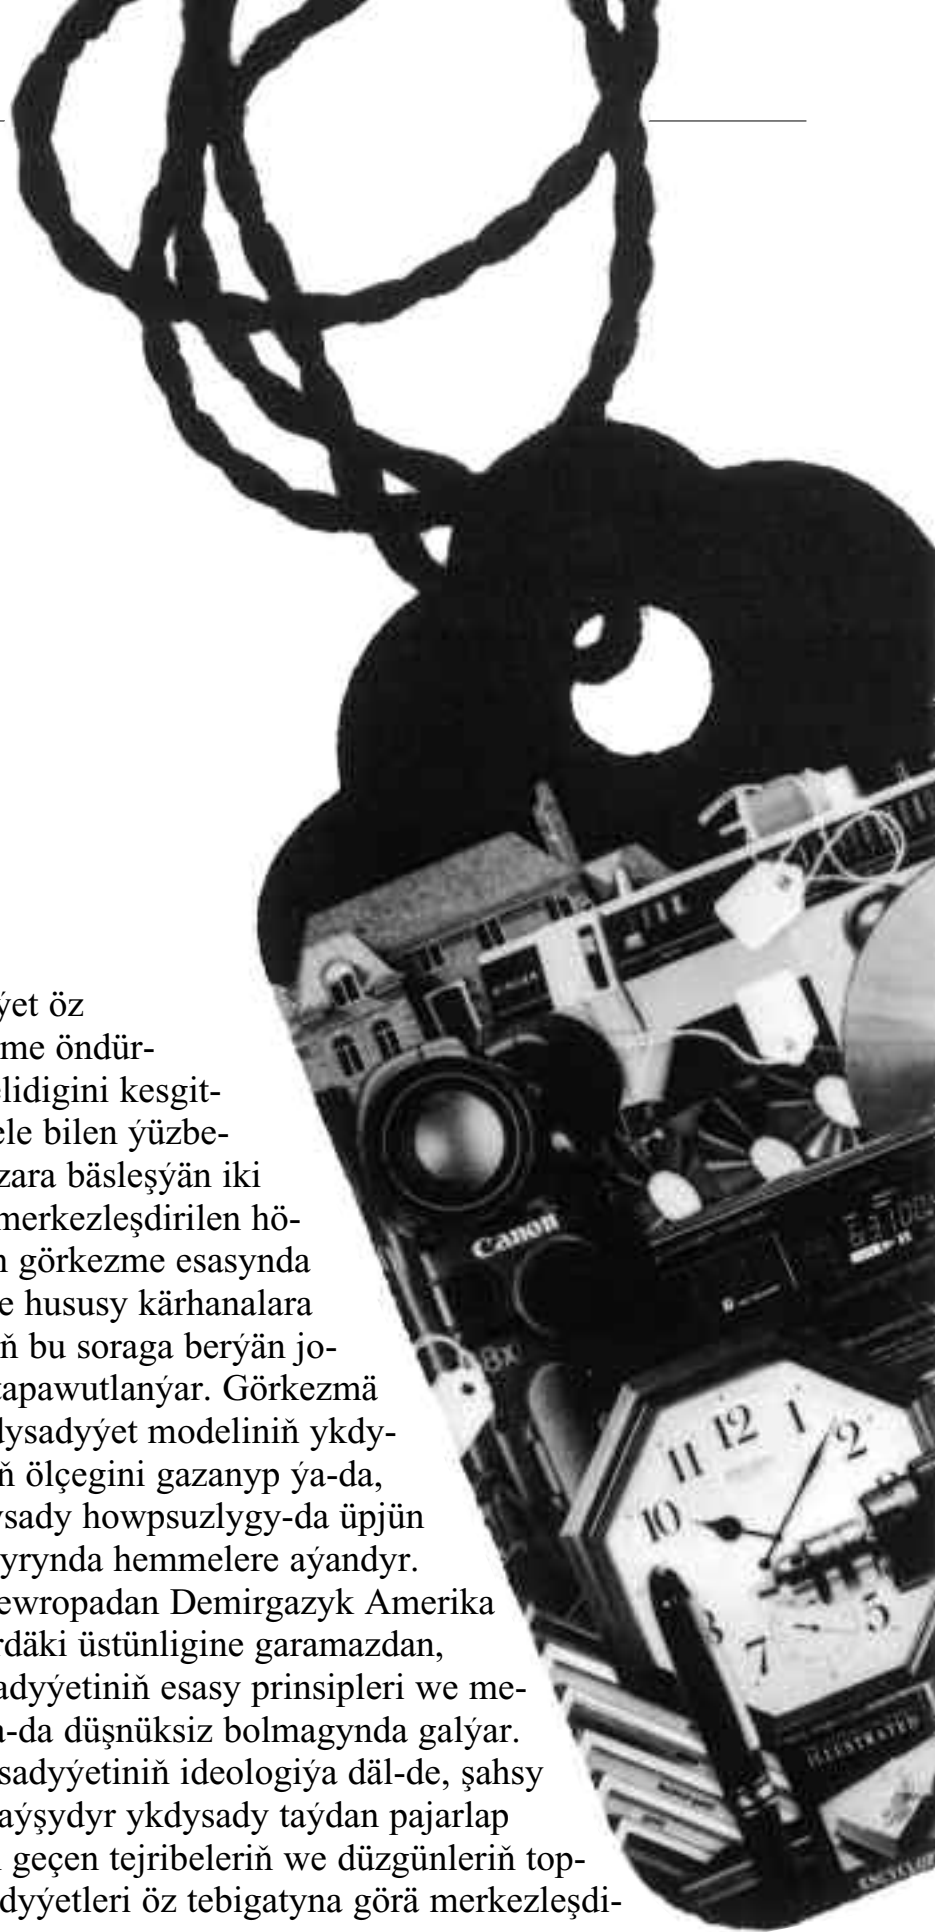 ýet öz
me öndür-
elidigini kesgit-
ele bilen ýüzbe-
zara bäsleşýän iki
merkezleşdirilen hö-
n görkezme esasynda
e hususy kärhanalara
ň bu soraga berýän jo-
tapawutlanýar. Görkezmä
dysadyýet modeliniň ykdy-
ň ölçegini gazanyp ýa-da,
ysady howpsuzlygy-da üpjün
yrynda hemmelere aýandyr.
ewropadan Demirgazyk Amerika
rdäki üstünligine garamazdan,
adyýetiniň esasy prinsipleri we me-
a-da düşnüksiz bolmagynda galýar.
sadyýetiniň ideologiýa däl-de, şahsy
aýşydyr ykdysady taýdan pajarlap
geçen tejribeleriň we düzgünleriň top-
dyýetleri öz tebigatyna görä merkezleşdi-
Canon
8x
12
1
11
2
10
5
7
ILLUSTRATED